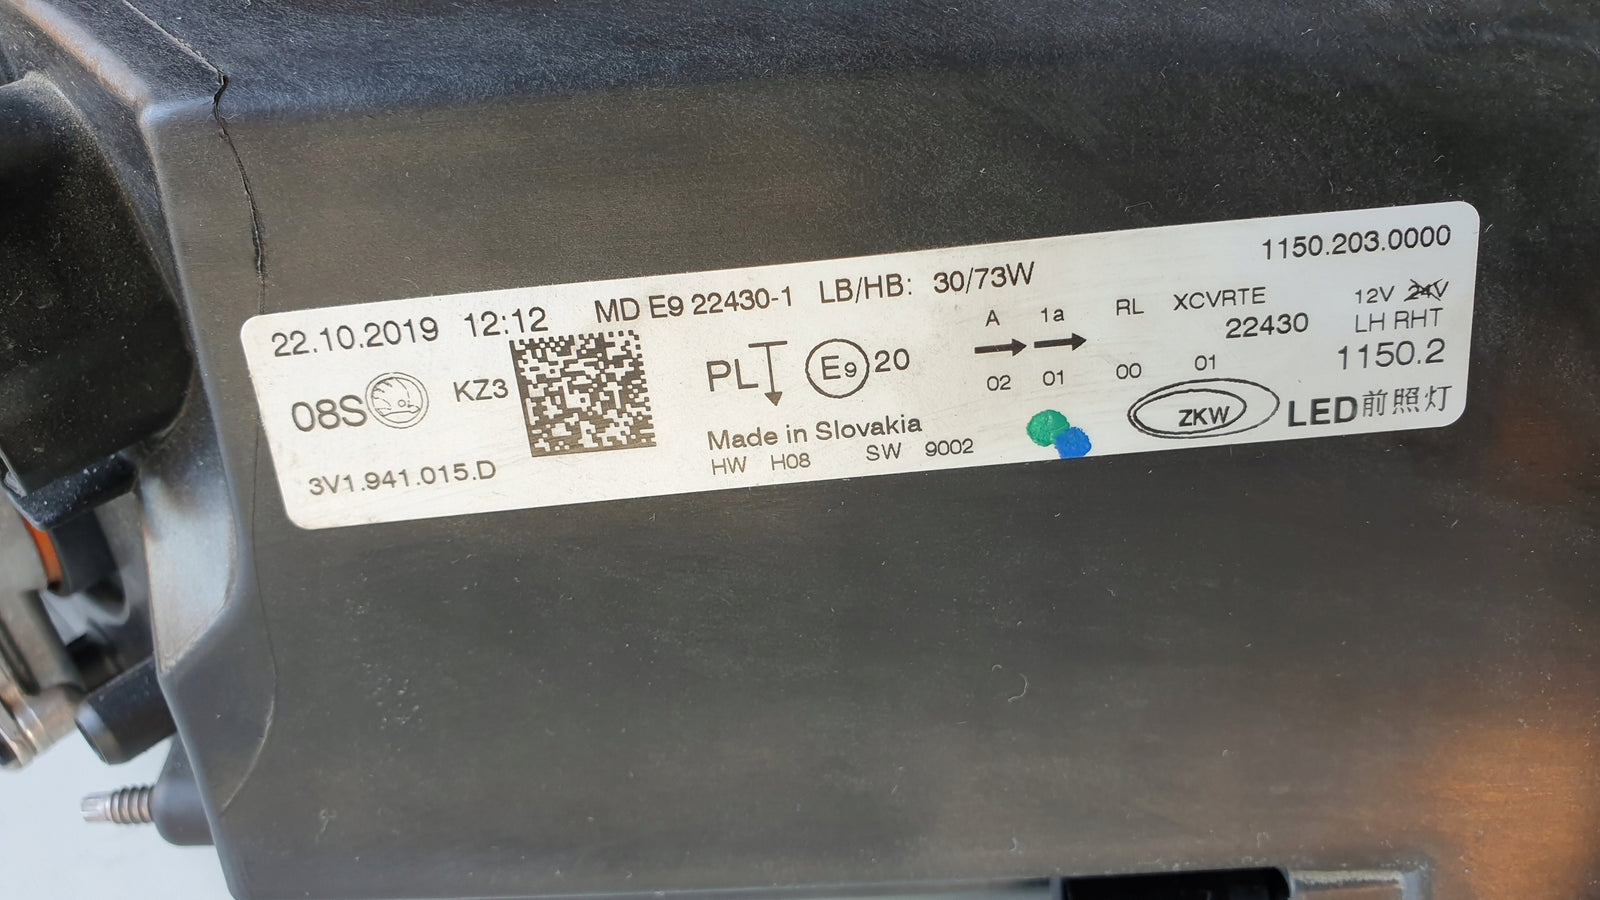 1150.203.0000
22.10.2019 12:12 MD E9 22430-1 LB/HB: 30/73W
A 1a RL XCVRTE 12V 24V
22430 LH RHT
08S KZ3 PL E9 20 1150.2
02 01 00 01
ZKW LED前照灯
Made in Slovakia
3V1.941.015.D HW H08 SW 9002